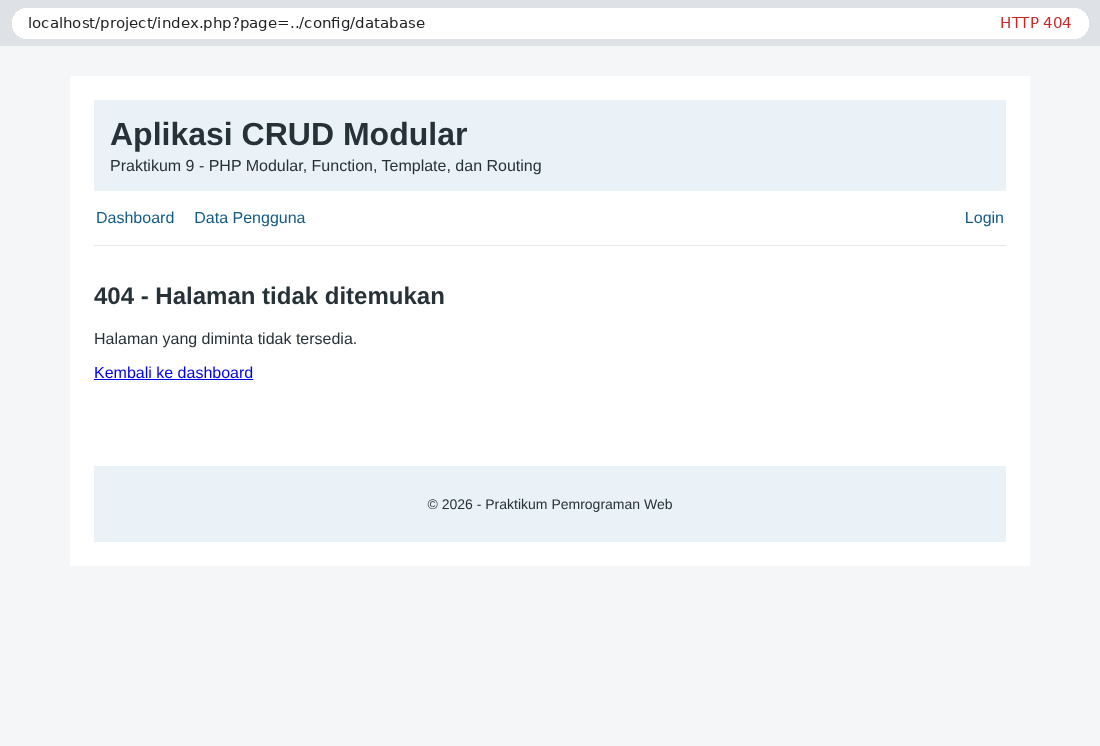 localhost/project/index.php?page=../config/database HTTP 404
Aplikasi CRUD Modular
Praktikum 9 - PHP Modular, Function, Template, dan Routing
Dashboard Data Pengguna Login
404 - Halaman tidak ditemukan
Halaman yang diminta tidak tersedia.
Kembali ke dashboard
© 2026 - Praktikum Pemrograman Web